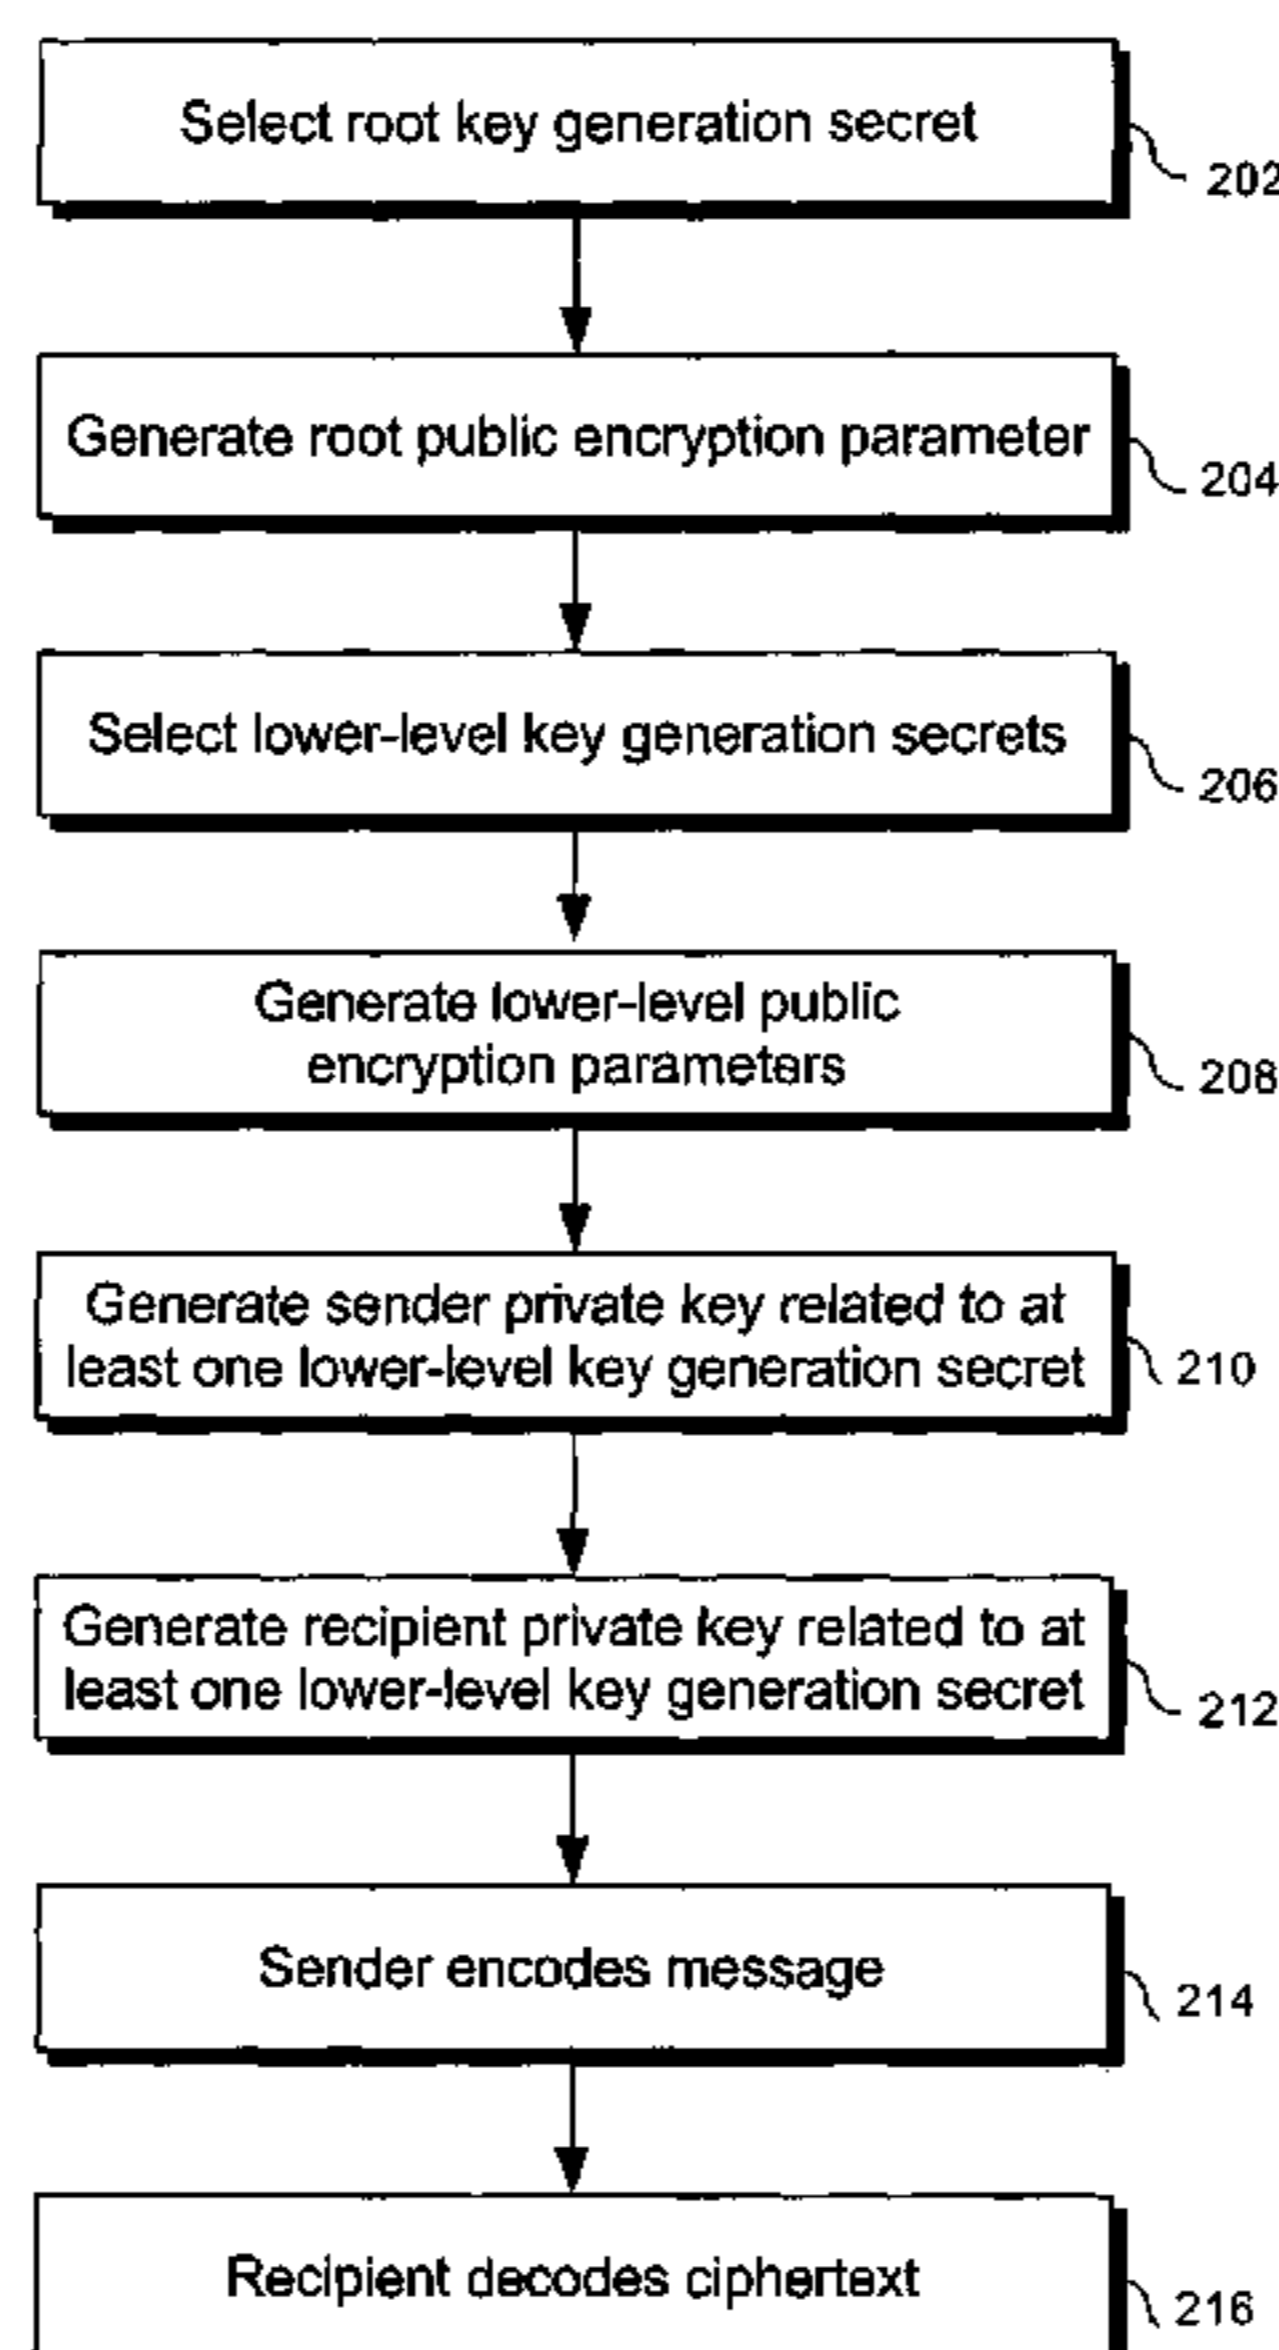 Select root key generation secret
202
Generate root public encryption parameter
204
Select lower-level key generation secrets
206
Generate lower-level public
encryption parameters
208
Generate sender private key related to at
least one lower-level key generation secret
210
Generate recipient private key related to at
least one lower-level key generation secret
212
Sender encodes message
214
Recipient decodes ciphertext
216